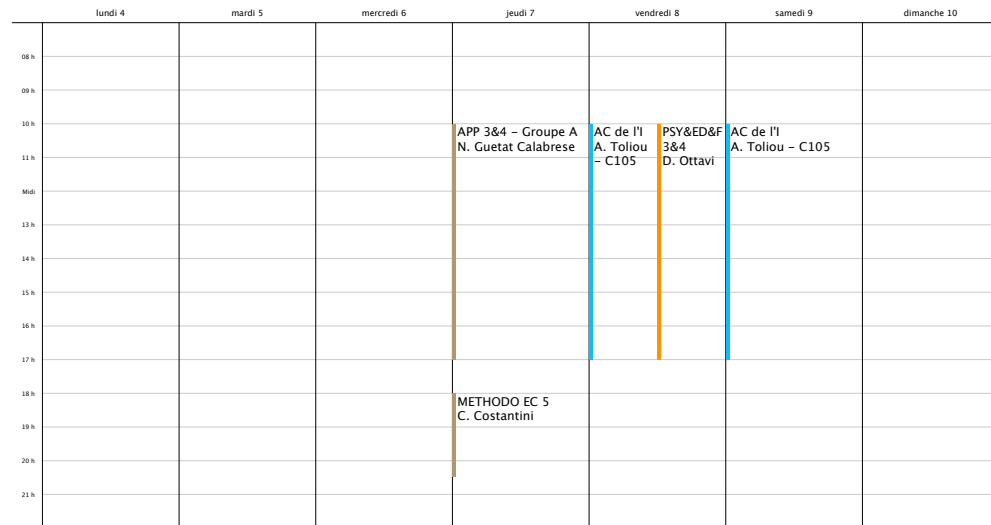 lundi 4
mardi 5
mercredi 6
jeudi 7
vendredi 8
samedi 9
dimanche 10
08 h
09 h
10 h
11 h
Midi
13 h
14 h
15 h
16 h
17 h
18 h
19 h
20 h
21 h
APP 3&4 – Groupe A
N. Guetat Calabrese
METHODO EC 5
C. Costantini
AC de l'I
A. Toliou
– C105
PSY&ED&F
3&4
D. Ottavi
AC de l'I
A. Toliou – C105